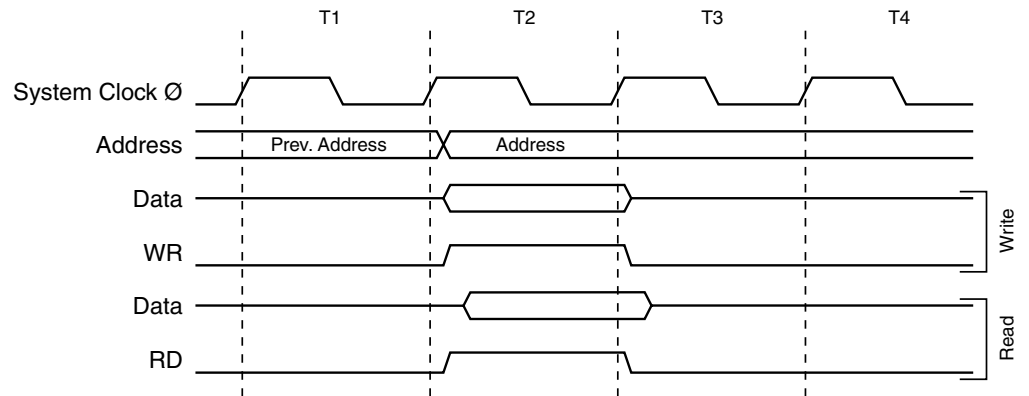 T1 T2 T3 T4
System Clock Ø
Address Prev. Address Address
Data
WR
Write
Data
RD
Read